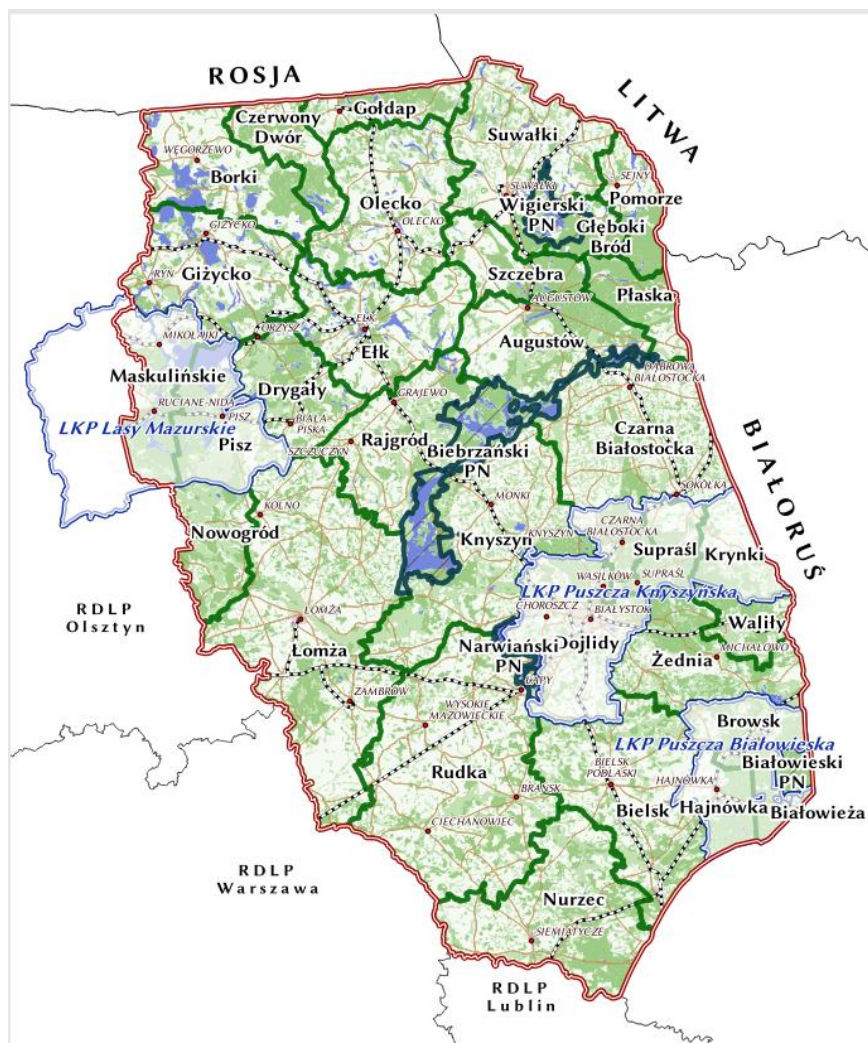 ROSJA
LITWA
Gołdap
Czerwony
Dwór
Suwałki
WĘGORZEWO
Borki
SEJNY
Pomorze
SUWAŁKI
Wigierski
PN
Olecko
OLECKO
Głęboki
Bród
GIŻYCKO
Giżycko
Szczebra
RYN
Płaska
AUGUSTÓW
EŁK
ORZYSZ
MIKOŁAJKI
Ełk
Augustów
Maskulińskie
DĄBROWA
BIAŁOSTOCKA
Drygały
GRAJEWO
RUCIANE-NIDA
PISZ
BIAŁA
PISKA
LKP Lasy Mazurskie
Pisz
Rajgród
SZCZUCZYN
Biebrzański
PN
Czarna
Białostocka
BIAŁORUŚ
SOKÓŁKA
MOŃKI
KOLNO
Nowogród
Knyszyn
KNYSZYN
CZARNA
BIAŁOSTOCKA
Supraśl
Krynki
WASILKÓW
SUPRAŚL
LKP Puszcza Knyszyńska
CHOROSZCZ
BIAŁYSTOK
RDLP
Olsztyn
ŁOMŻA
Łomża
Waliły
Narwiański
PN
Dojlidy
MICHAŁOWO
Żednia
ŁAPY
ZAMBRÓW
WYSOKIE
MAZOWIECKIE
Browsk
LKP Puszcza Białowieska
Białowieski
PN
BIELSK
PODLASKI
HAJNÓWKA
Rudka
BRAŃSK
Bielsk
Hajnówka
Białowieża
CIECHANOWIEC
RDLP
Warszawa
Nurzec
SIEMIATYCZE
RDLP
Lublin